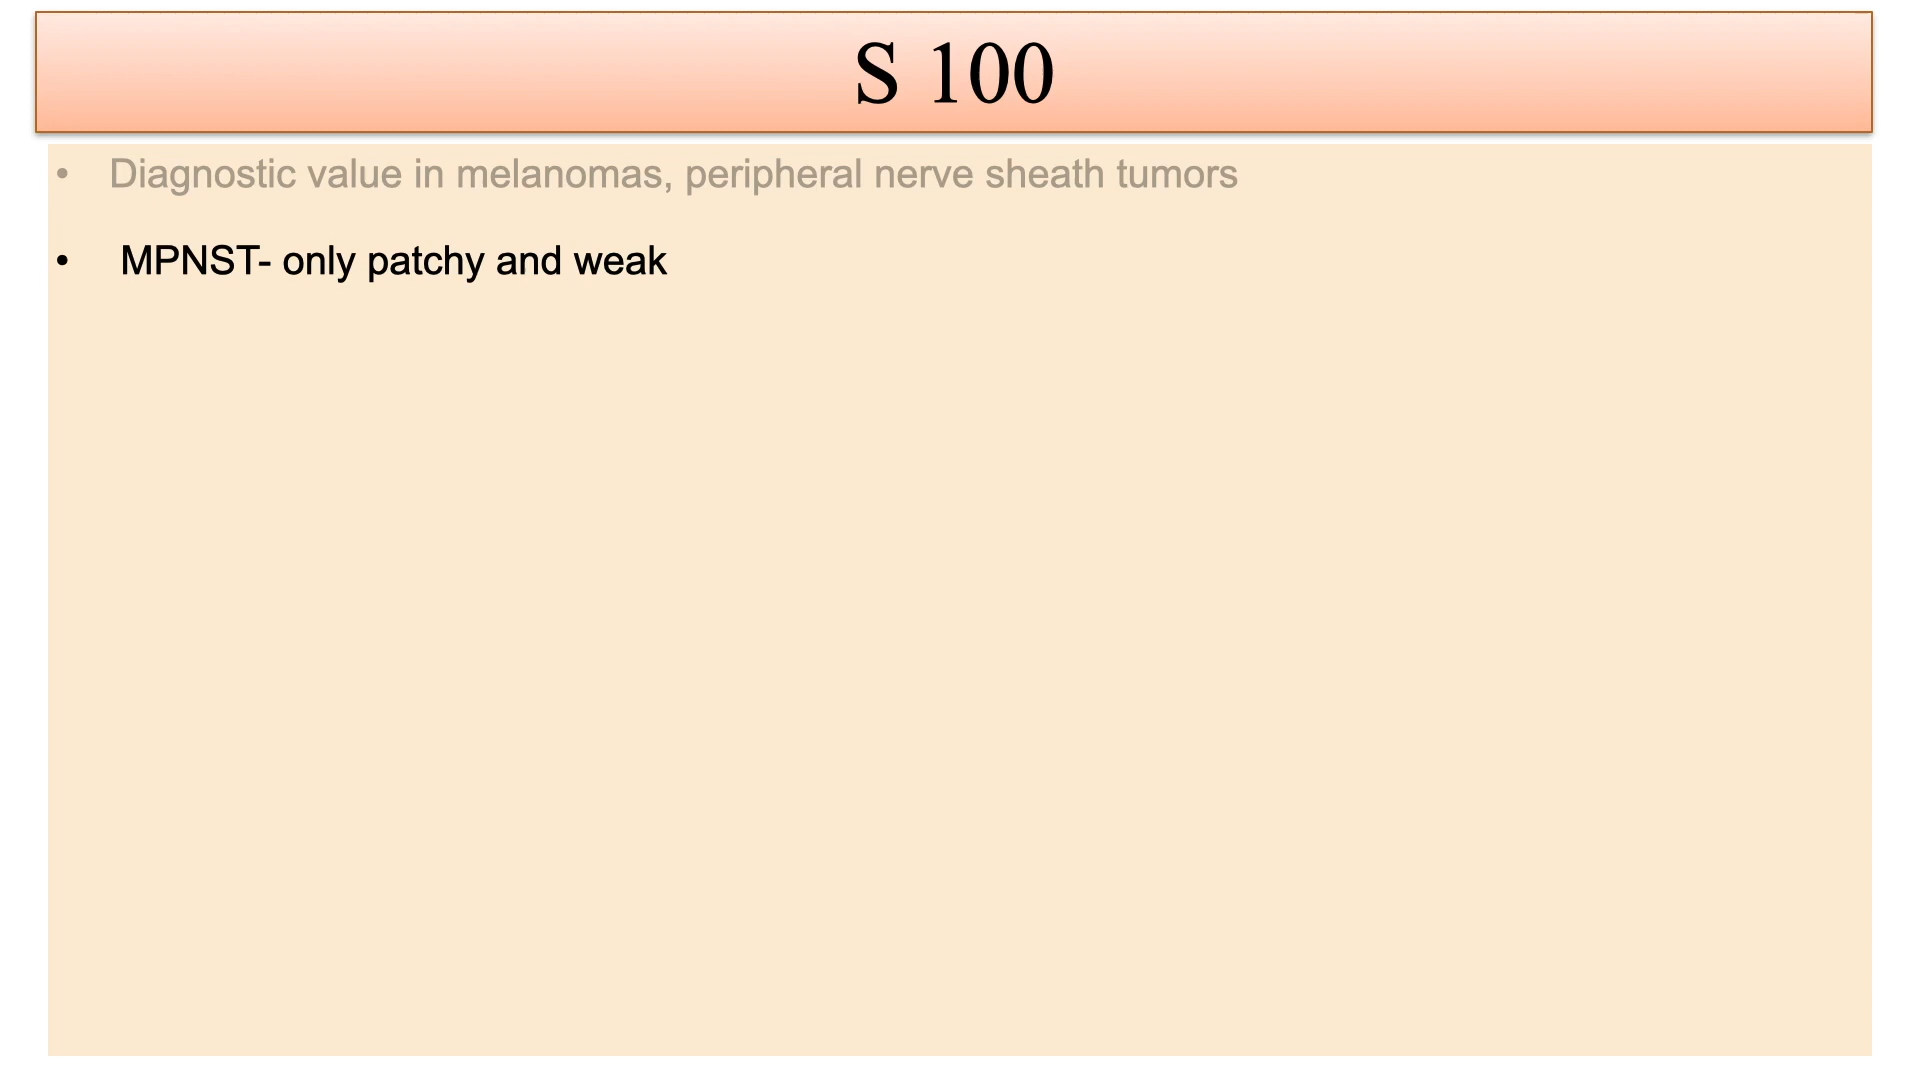 S 100
• Diagnostic value in melanomas, peripheral nerve sheath tumors
• MPNST- only patchy and weak